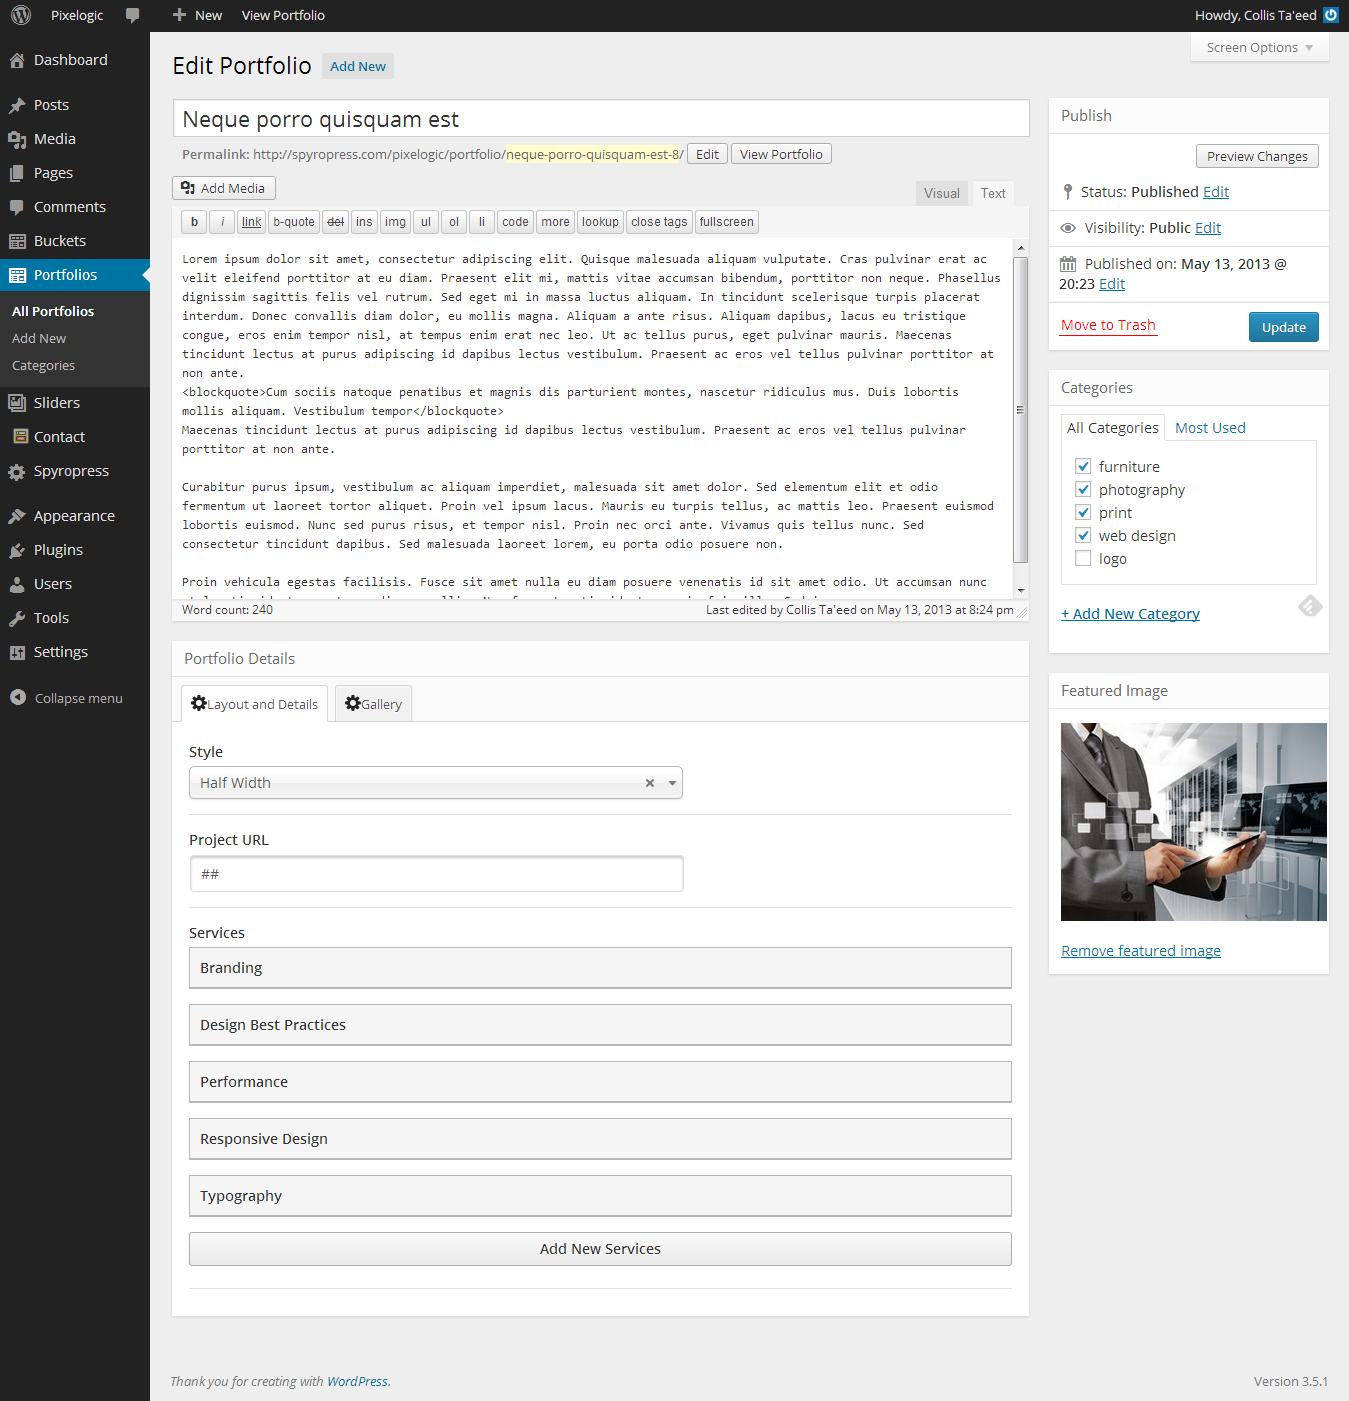 Pixelogic
New
View Portfolio
Howdy, Collis Ta'eed
Screen Options
Dashboard
Posts
Media
Pages
Comments
Buckets
Portfolios
All Portfolios
Add New
Categories
Sliders
Contact
Spyropress
Appearance
Plugins
Users
Tools
Settings
Collapse menu
Edit Portfolio
Add New
Neque porro quisquam est
Permalink: http://spyropress.com/pixelogic/portfolio/neque-porro-quisquam-est-8/
Edit
View Portfolio
Add Media
Visual
Text
b
i
link
b-quote
del
ins
img
ul
ol
li
code
more
lookup
close tags
fullscreen
Lorem ipsum dolor sit amet, consectetur adipiscing elit. Quisque malesuada aliquam vulputate. Cras pulvinar erat ac
velit eleifend porttitor at eu diam. Praesent elit mi, mattis vitae accumsan bibendum, porttitor non neque. Phasellus
dignissim sagittis felis vel rutrum. Sed eget mi in massa luctus aliquam. In tincidunt scelerisque turpis placerat
interdum. Donec convallis diam dolor, eu mollis magna. Aliquam a ante risus. Aliquam dapibus, lacus eu tristique
congue, eros enim tempor nisl, at tempus enim erat nec leo. Ut ac tellus purus, eget pulvinar mauris. Maecenas
tincidunt lectus at purus adipiscing id dapibus lectus vestibulum. Praesent ac eros vel tellus pulvinar porttitor at
non ante.
<blockquote>Cum sociis natoque penatibus et magnis dis parturient montes, nascetur ridiculus mus. Duis lobortis
mollis aliquam. Vestibulum tempor</blockquote>
Maecenas tincidunt lectus at purus adipiscing id dapibus lectus vestibulum. Praesent ac eros vel tellus pulvinar
porttitor at non ante.
Curabitur purus ipsum, vestibulum ac aliquam imperdiet, malesuada sit amet dolor. Sed elementum elit et odio
fermentum ut laoreet tortor aliquet. Proin vel ipsum lacus. Mauris eu turpis tellus, ac mattis leo. Praesent euismod
lobortis euismod. Nunc sed purus risus, et tempor nisl. Proin nec orci ante. Vivamus quis tellus nunc. Sed
consectetur tincidunt dapibus. Sed malesuada laoreet lorem, eu porta odio posuere non.
Proin vehicula egestas facilisis. Fusce sit amet nulla eu diam posuere venenatis id sit amet odio. Ut accumsan nunc
Word count: 240
Last edited by Collis Ta'eed on May 13, 2013 at 8:24 pm
Portfolio Details
Layout and Details
Gallery
Style
Half Width
Project URL
##
Services
Branding
Design Best Practices
Performance
Responsive Design
Typography
Add New Services
Publish
Preview Changes
Status: Published Edit
Visibility: Public Edit
Published on: May 13, 2013 @
20:23 Edit
Move to Trash
Update
Categories
All Categories
Most Used
furniture
photography
print
web design
logo
+ Add New Category
Featured Image
Remove featured image
Thank you for creating with WordPress.
Version 3.5.1